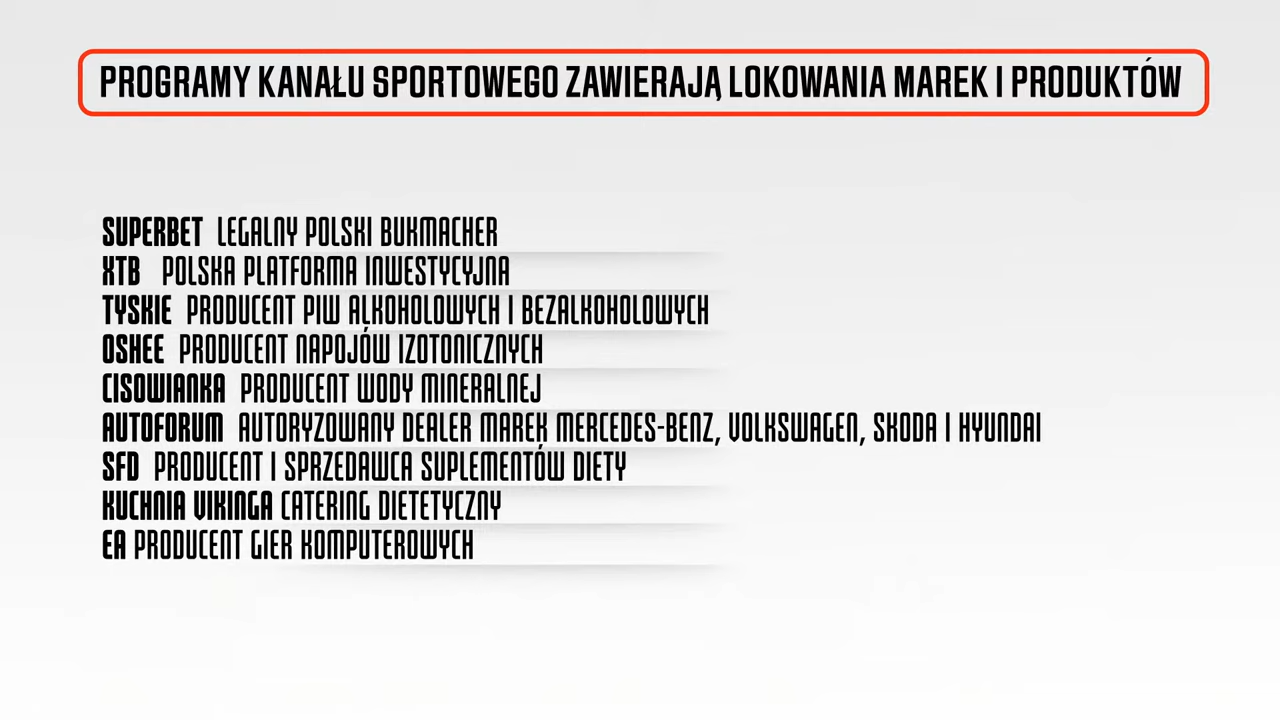 PROGRAMY KANAŁU SPORTOWEGO ZAWIERAJĄ LOKOWANIA MAREK I PRODUKTÓW
SUPERBET LEGALNY POLSKI BUKMACHER
XTB POLSKA PLATFORMA INWESTYCYJNA
TYSKIE PRODUCENT PIW ALKOHOLOWYCH I BEZALKOHOLOWYCH
OSHEE PRODUCENT NAPOJÓW IZOTONICZNYCH
CISOWIANKA PRODUCENT WODY MINERALNEJ
AUTOFORUM AUTORYZOWANY DEALER MAREK MERCEDES-BENZ, VOLKSWAGEN, SKODA I HYUNDAI
SFD PRODUCENT I SPRZEDAWCA SUPLEMENTÓW DIETY
KUCHNIA VIKINGA CATERING DIETETYCZNY
EA PRODUCENT GIER KOMPUTEROWYCH